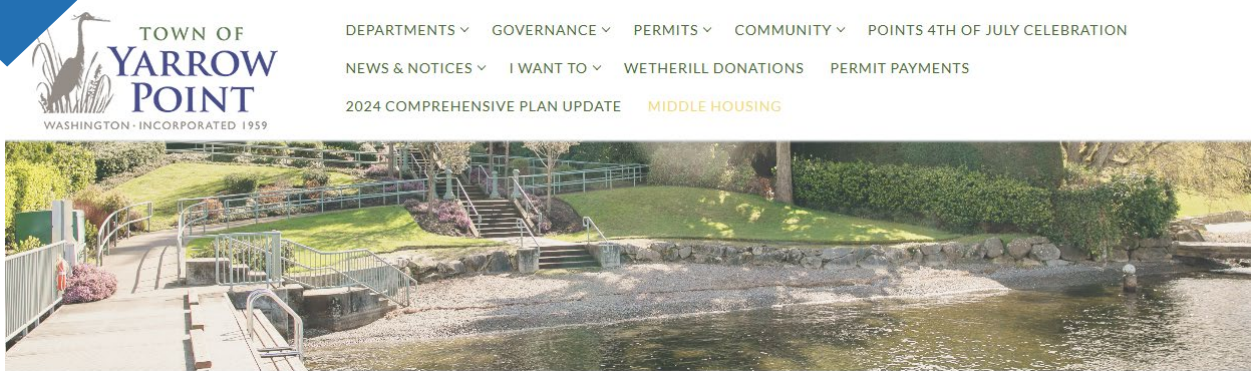 TOWN OF
YARROW
POINT
WASHINGTON · INCORPORATED 1959
DEPARTMENTS GOVERNANCE PERMITS COMMUNITY POINTS 4TH OF JULY CELEBRATION
NEWS & NOTICES I WANT TO WETHERILL DONATIONS PERMIT PAYMENTS
2024 COMPREHENSIVE PLAN UPDATE MIDDLE HOUSING